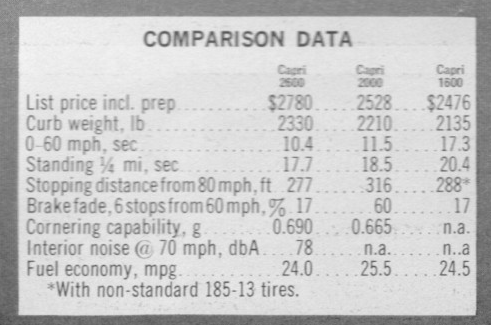 COMPARISON DATA
Capri 2600 Capri 2000 Capri 1600
List price incl. prep $2780 2528 $2476
Curb weight, lb 2330 2210 2135
0-60 mph, sec 10.4 11.5 17.3
Standing ¼ mi, sec 17.7 18.5 20.4
Stopping distance from 80 mph, ft 277 316 288*
Brake fade, 6 stops from 60 mph, % 17 60 17
Cornering capability, g 0.690 0.665 n.a.
Interior noise @ 70 mph, dbA 78 n.a. n..a
Fuel economy, mpg 24.0 25.5 24.5
*With non-standard 185-13 tires.